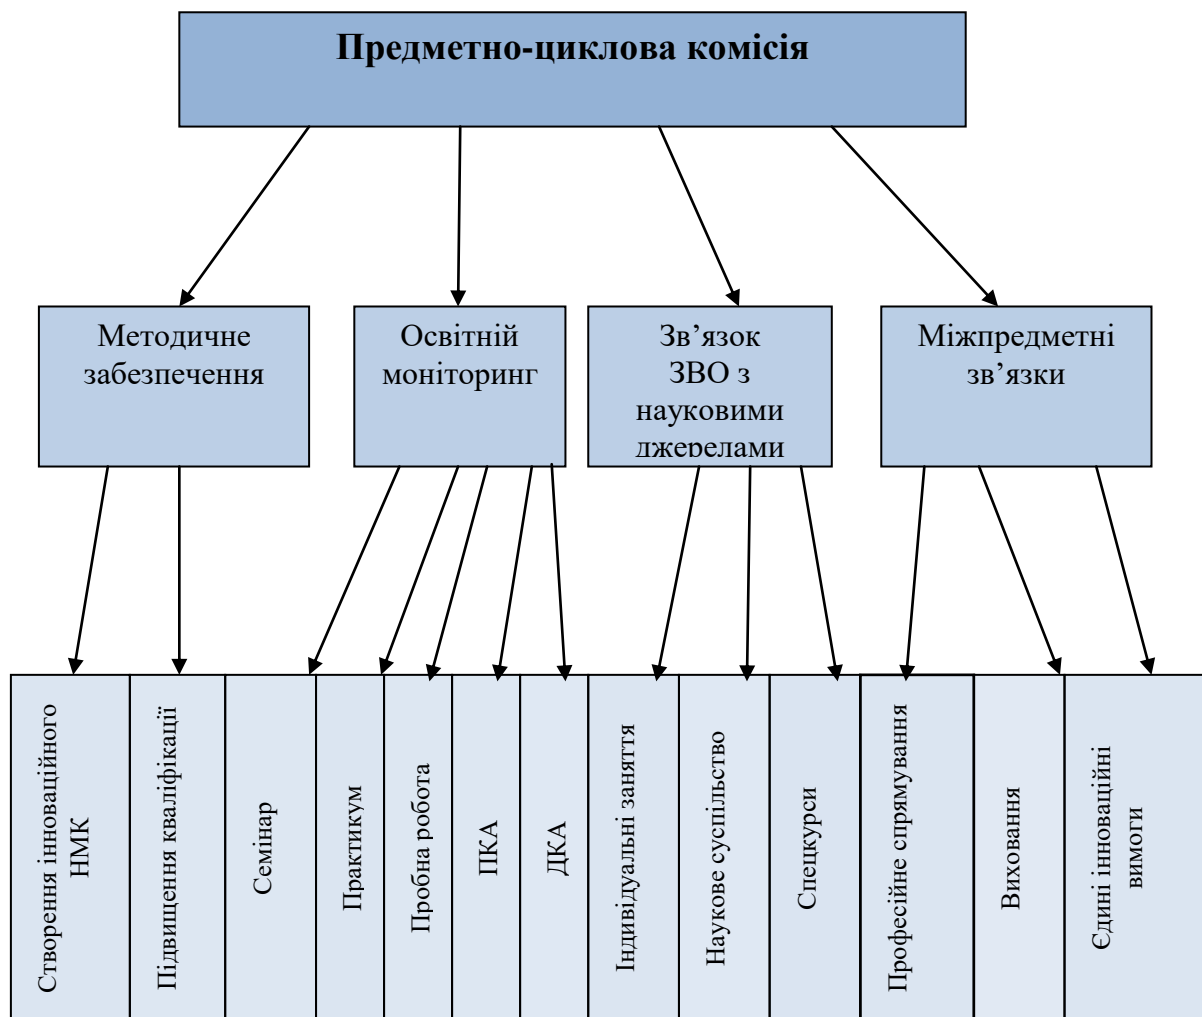 Предметно-циклова комісія
Методичне
забезпечення
Освітній
моніторинг
Зв’язок
ЗВО з
науковими
джерелами
Міжпредметні
зв’язки
Створення інноваційного
НМК
Підвищення кваліфікації
Семінар
Практикум
Пробна робота
ПКА
ДКА
Індивідуальні заняття
Наукове суспільство
Спецкурси
Професійне спрямування
Виховання
Єдині інноваційні
вимоги